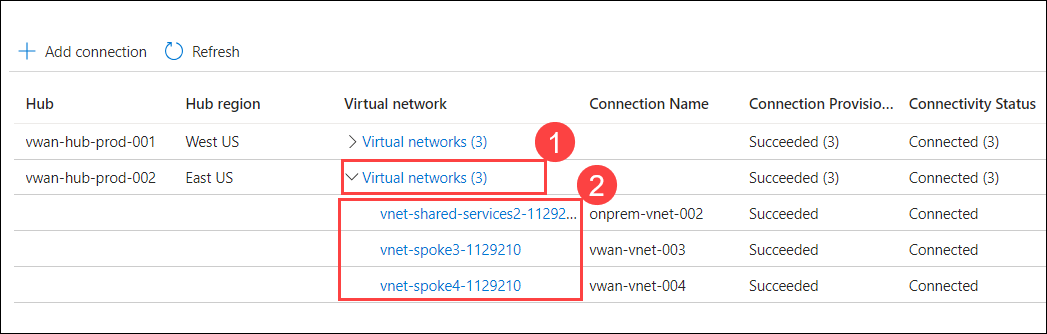 Add connection Refresh
Hub Hub region Virtual network Connection Name Connection Provisio... Connectivity Status
vwan-hub-prod-001 West US Virtual networks (3) Succeeded (3) Connected (3)
1
vwan-hub-prod-002 East US Virtual networks (3) Succeeded (3) Connected (3)
2
vnet-shared-services2-11292... onprem-vnet-002 Succeeded Connected
vnet-spoke3-1129210 vwan-vnet-003 Succeeded Connected
vnet-spoke4-1129210 vwan-vnet-004 Succeeded Connected